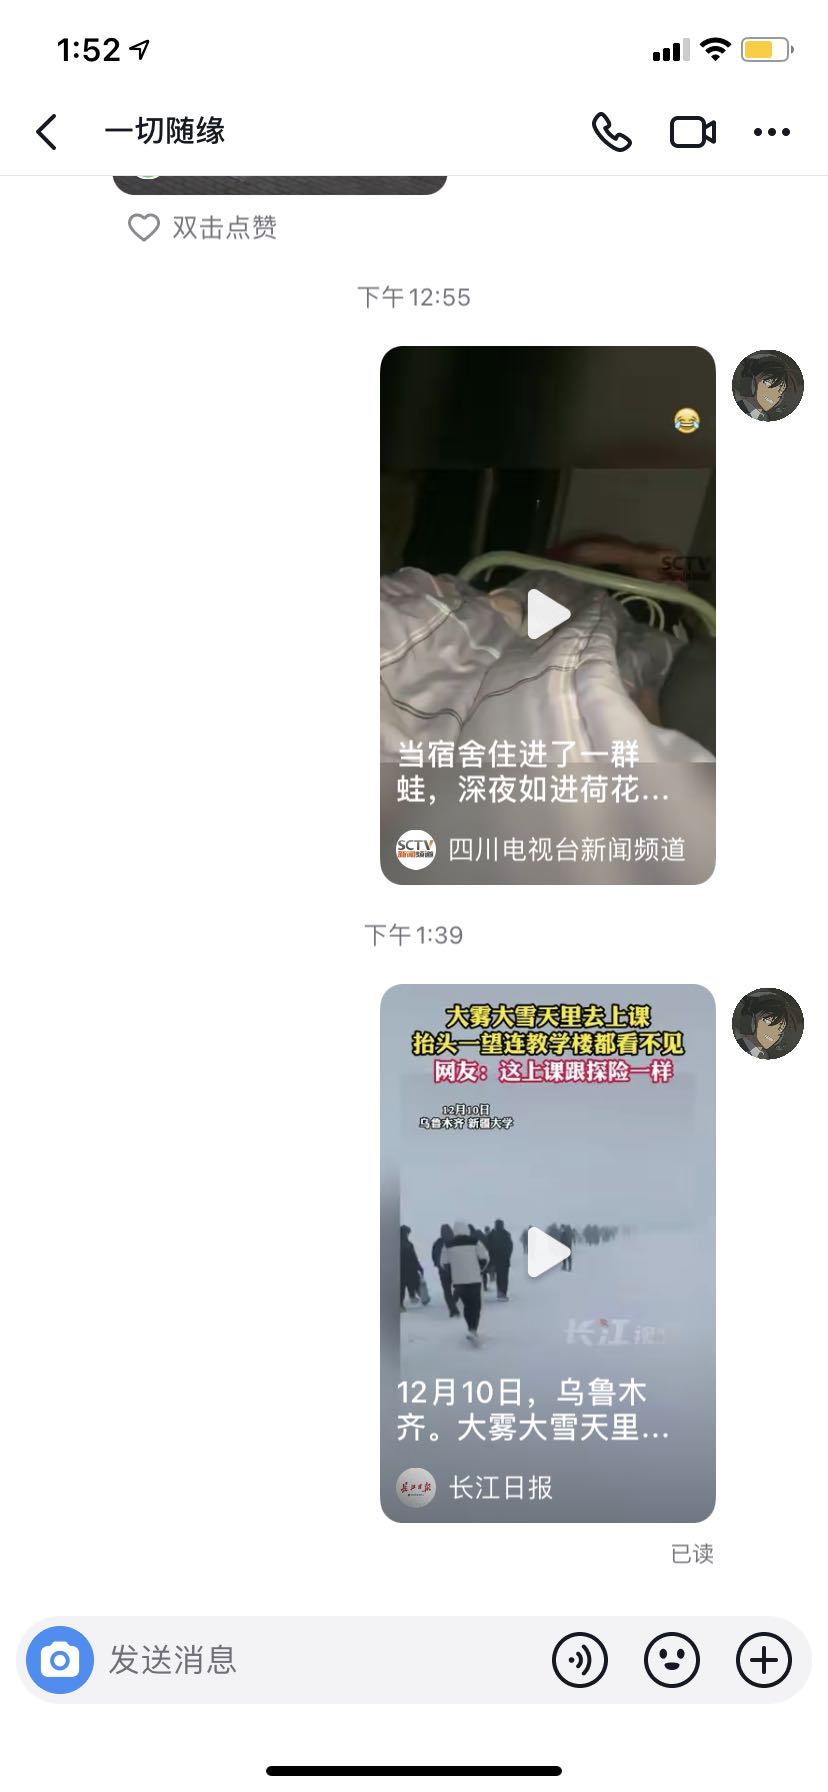 1:52
一切随缘
双击点赞
下午 12:55
SCTV
当宿舍住进了一群
蛙，深夜如进荷花...
SCTV
新闻频道
四川电视台新闻频道
下午 1:39
大雾大雪天里去上课
抬头一望连教学楼都看不见
网友：这上课跟探险一样
12月10日
乌鲁木齐 新疆大学
长江视
12月10日，乌鲁木
齐。大雾大雪天里...
长江日报
长江日报
已读
发送消息